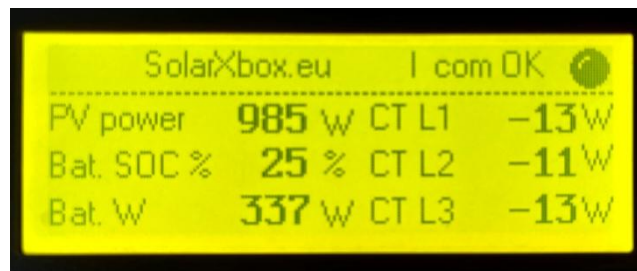 SolarXbox.eu I com OK
PV power 985 W CT L1 -13W
Bat. SOC % 25 % CT L2 -11W
Bat. W 337 W CT L3 -13W